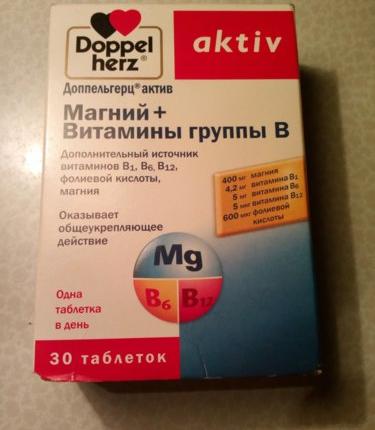 Doppel
herz®
aktiv
Доппельгерц® актив
Магний+
Витамины группы В
Дополнительный источник
витаминов В1, В6, В12,
фолиевой кислоты,
магния
400 мг магния
4,2 мг витамина В1
5 мг витамина В6
5 мкг витамина В12
600 мкг фолиевой
кислоты
Оказывает
общеукрепляющее
действие
Mg
B6 B12
Одна
таблетка
в день
30 таблеток